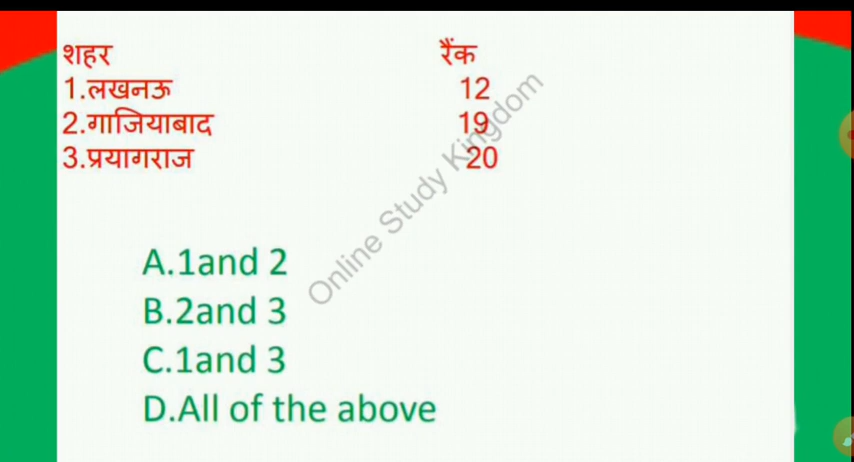 शहर रैंक
1.लखनऊ 12
2.गाजियाबाद 19
3.प्रयागराज 20
A.1and 2
B.2and 3
C.1and 3
D.All of the above
Online Study Kingdom